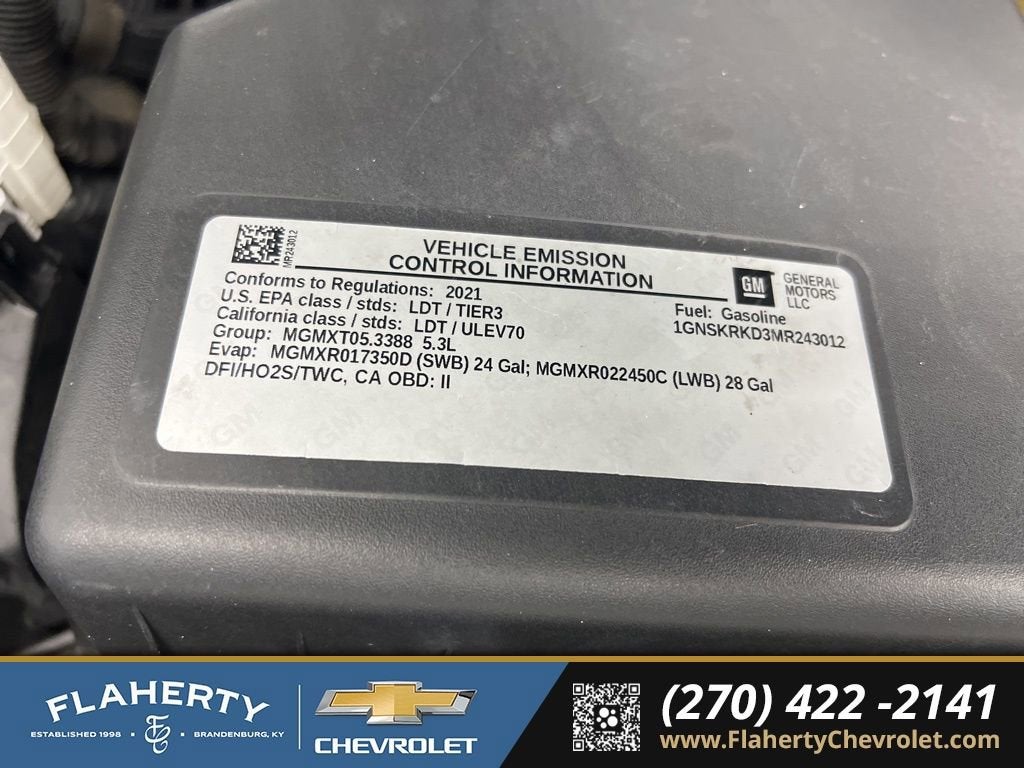 MR243012
VEHICLE EMISSION
CONTROL INFORMATION
GM
GENERAL
MOTORS
LLC
Conforms to Regulations: 2021
U.S. EPA class / stds: LDT / TIER3
California class / stds: LDT / ULEV70
Group: MGMXT05.3388 5.3L
Evap: MGMXR017350D (SWB) 24 Gal; MGMXR022450C (LWB) 28 Gal
DFI/HO2S/TWC, CA OBD: II
Fuel: Gasoline
1GNSKRKD3MR243012
FLAHERTY
ESTABLISHED 1998 • • BRANDENBURG, KY
CHEVROLET
(270) 422 -2141
www.FlahertyChevrolet.com